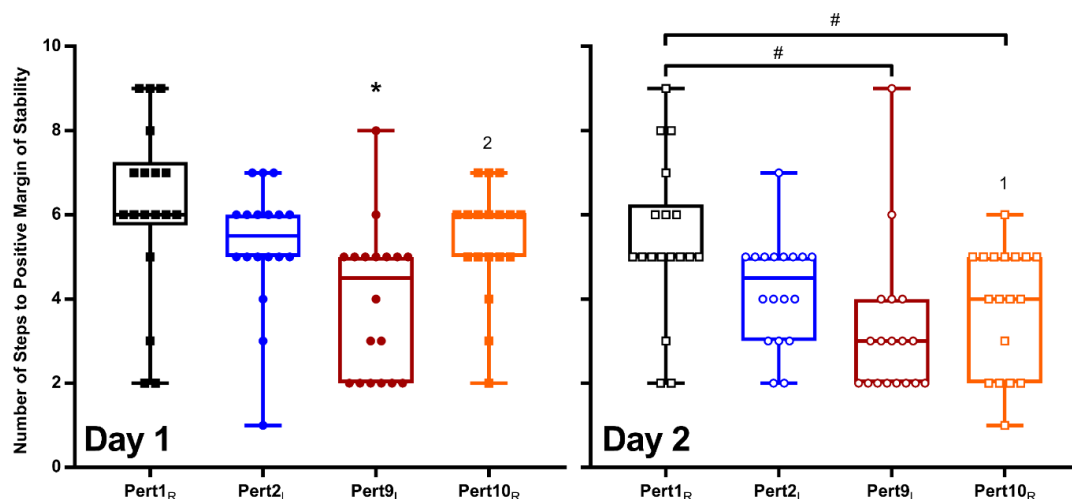 #
#
10
8
6
4
2
0
Number of Steps to Positive Margin of Stability
*
2
1
Day 1
Day 2
Pert1R
Pert2L
Pert9L
Pert10R
Pert1R
Pert2L
Pert9L
Pert10R